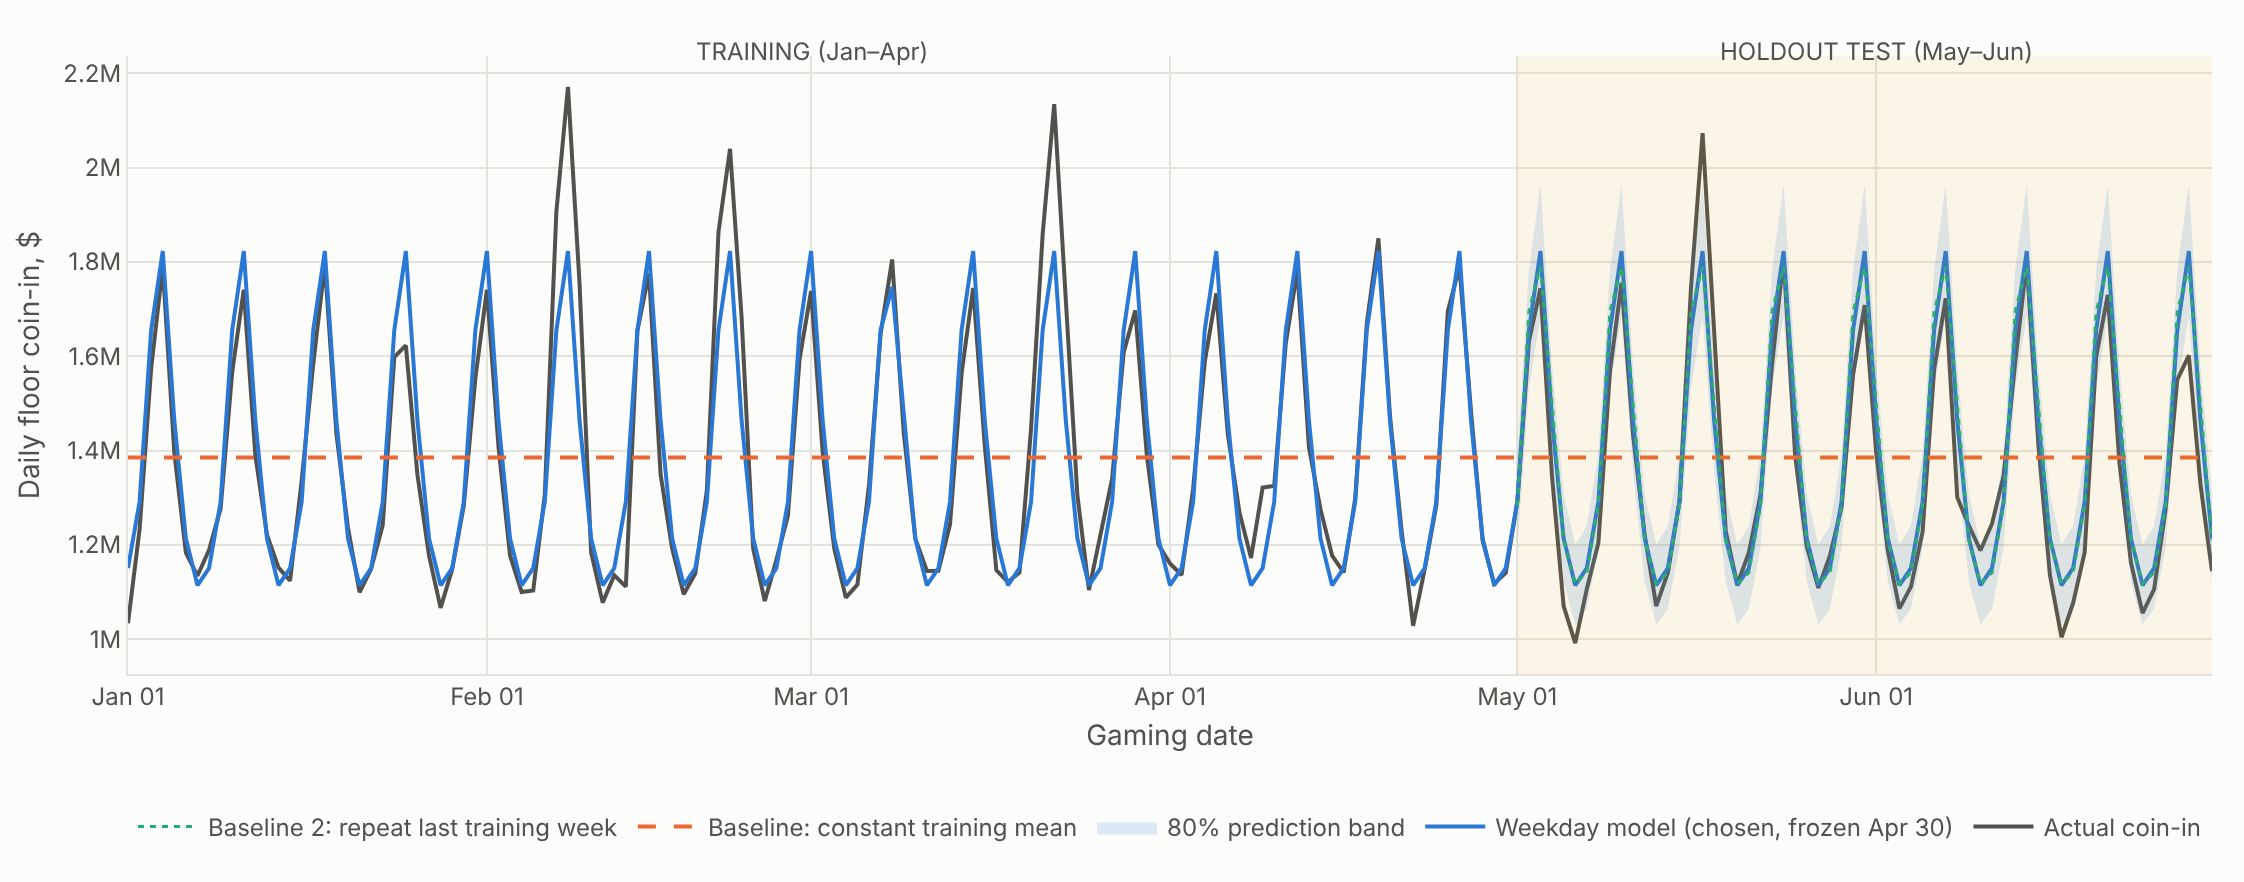 TRAINING (Jan–Apr)
HOLDOUT TEST (May–Jun)
2.2M
2M
1.8M
1.6M
1.4M
1.2M
1M
Daily floor coin-in, $
Jan 01
Feb 01
Mar 01
Apr 01
May 01
Jun 01
Gaming date
Baseline 2: repeat last training week
Baseline: constant training mean
80% prediction band
Weekday model (chosen, frozen Apr 30)
Actual coin-in